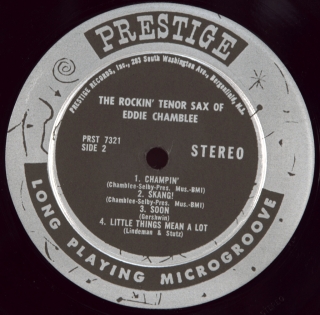 PRESTIGE
PRESTIGE RECORDS, Inc., 203 South Washington Ave., Bergenfield, N.J.
THE ROCKIN' TENOR SAX OF
EDDIE CHAMBLEE
PRST 7321
SIDE 2
STEREO
1. CHAMPIN'
(Chamblee-Selby-Pres. Mus.-BMI)
2. SKANG!
(Chamblee-Selby-Pres. Mus.-BMI)
3. SOON
(Gershwin)
4. LITTLE THINGS MEAN A LOT
(Lindeman & Stutz)
LONG PLAYING MICROGROOVE